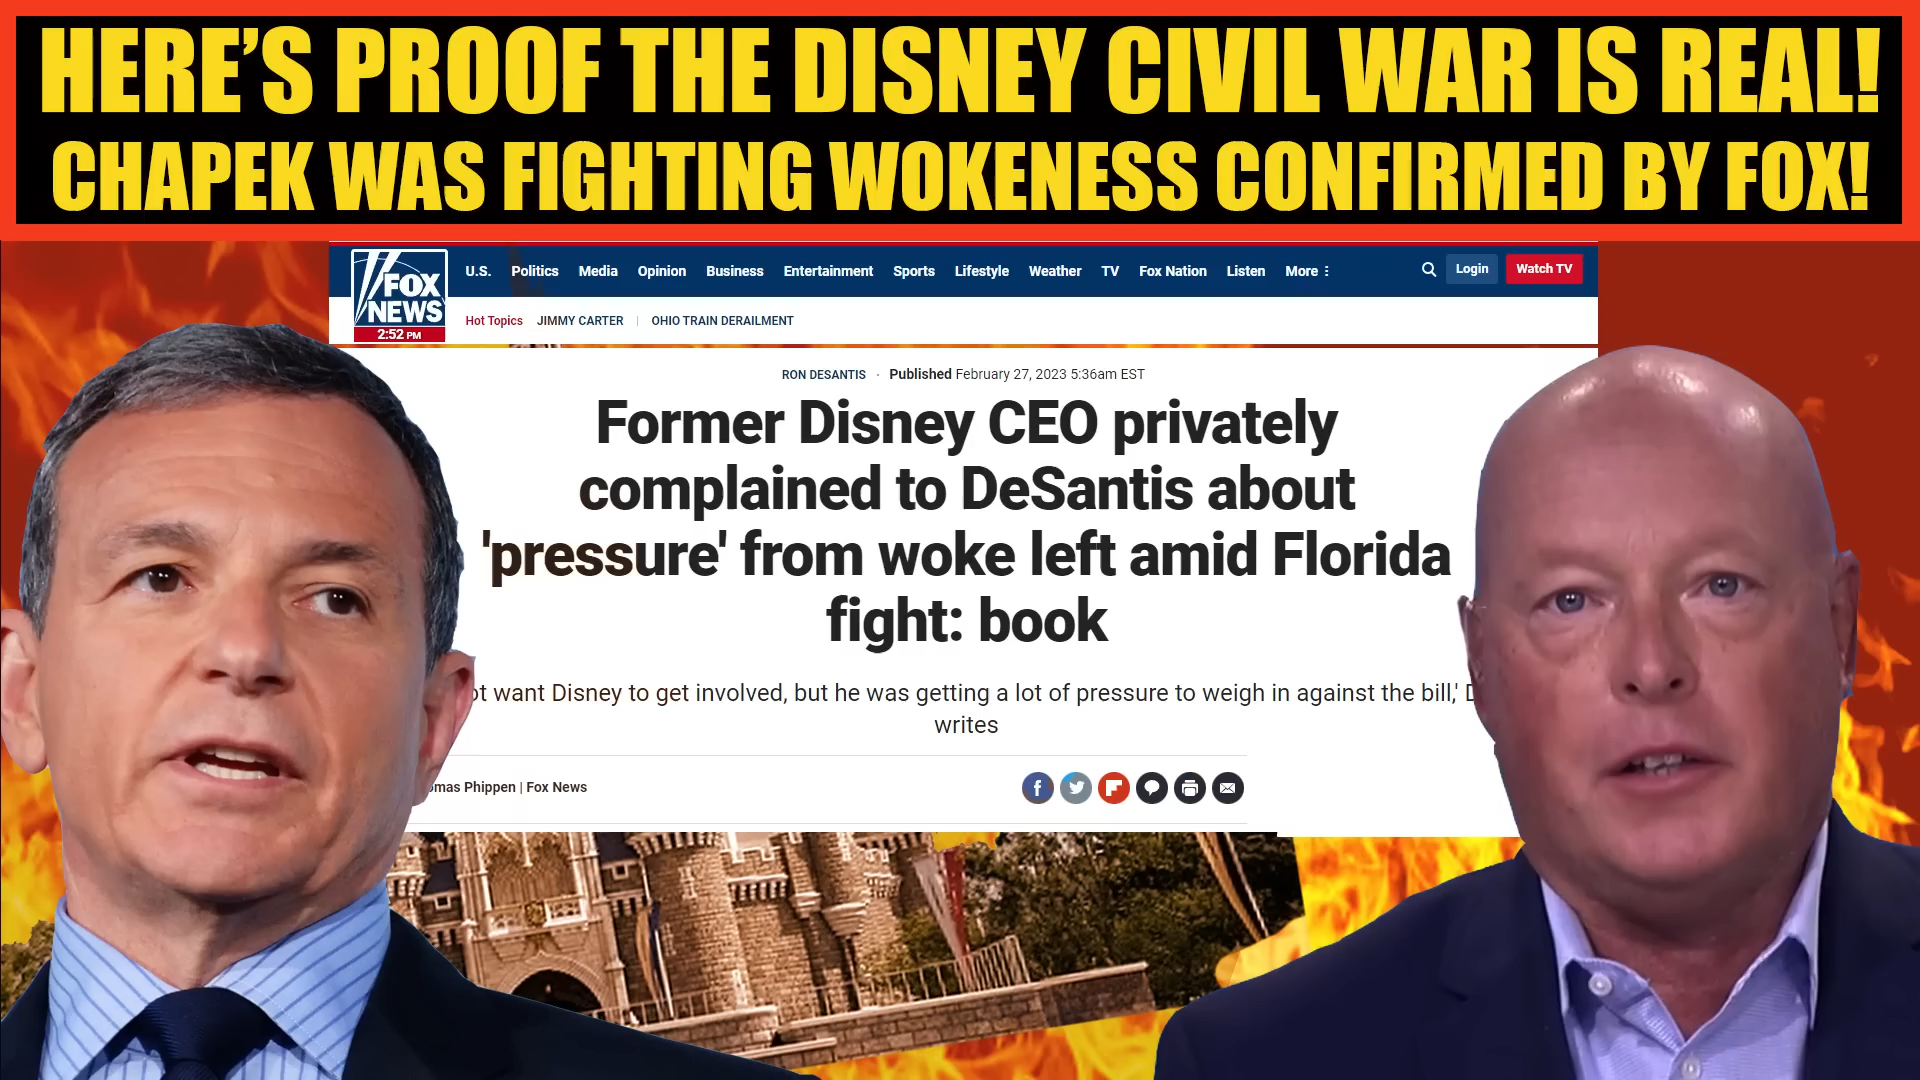 HERE'S PROOF THE DISNEY CIVIL WAR IS REAL!
CHAPEK WAS FIGHTING WOKENESS CONFIRMED BY FOX!
FOX NEWS
2:52 PM
U.S. Politics Media Opinion Business Entertainment Sports Lifestyle Weather TV Fox Nation Listen More
Login
Watch TV
Hot Topics JIMMY CARTER OHIO TRAIN DERAILMENT
RON DESANTIS · Published February 27, 2023 5:36am EST
Former Disney CEO privately
complained to DeSantis about
'pressure' from woke left amid Florida
fight: book
want Disney to get involved, but he was getting a lot of pressure to weigh in against the bill,'
writes
Phippen | Fox News